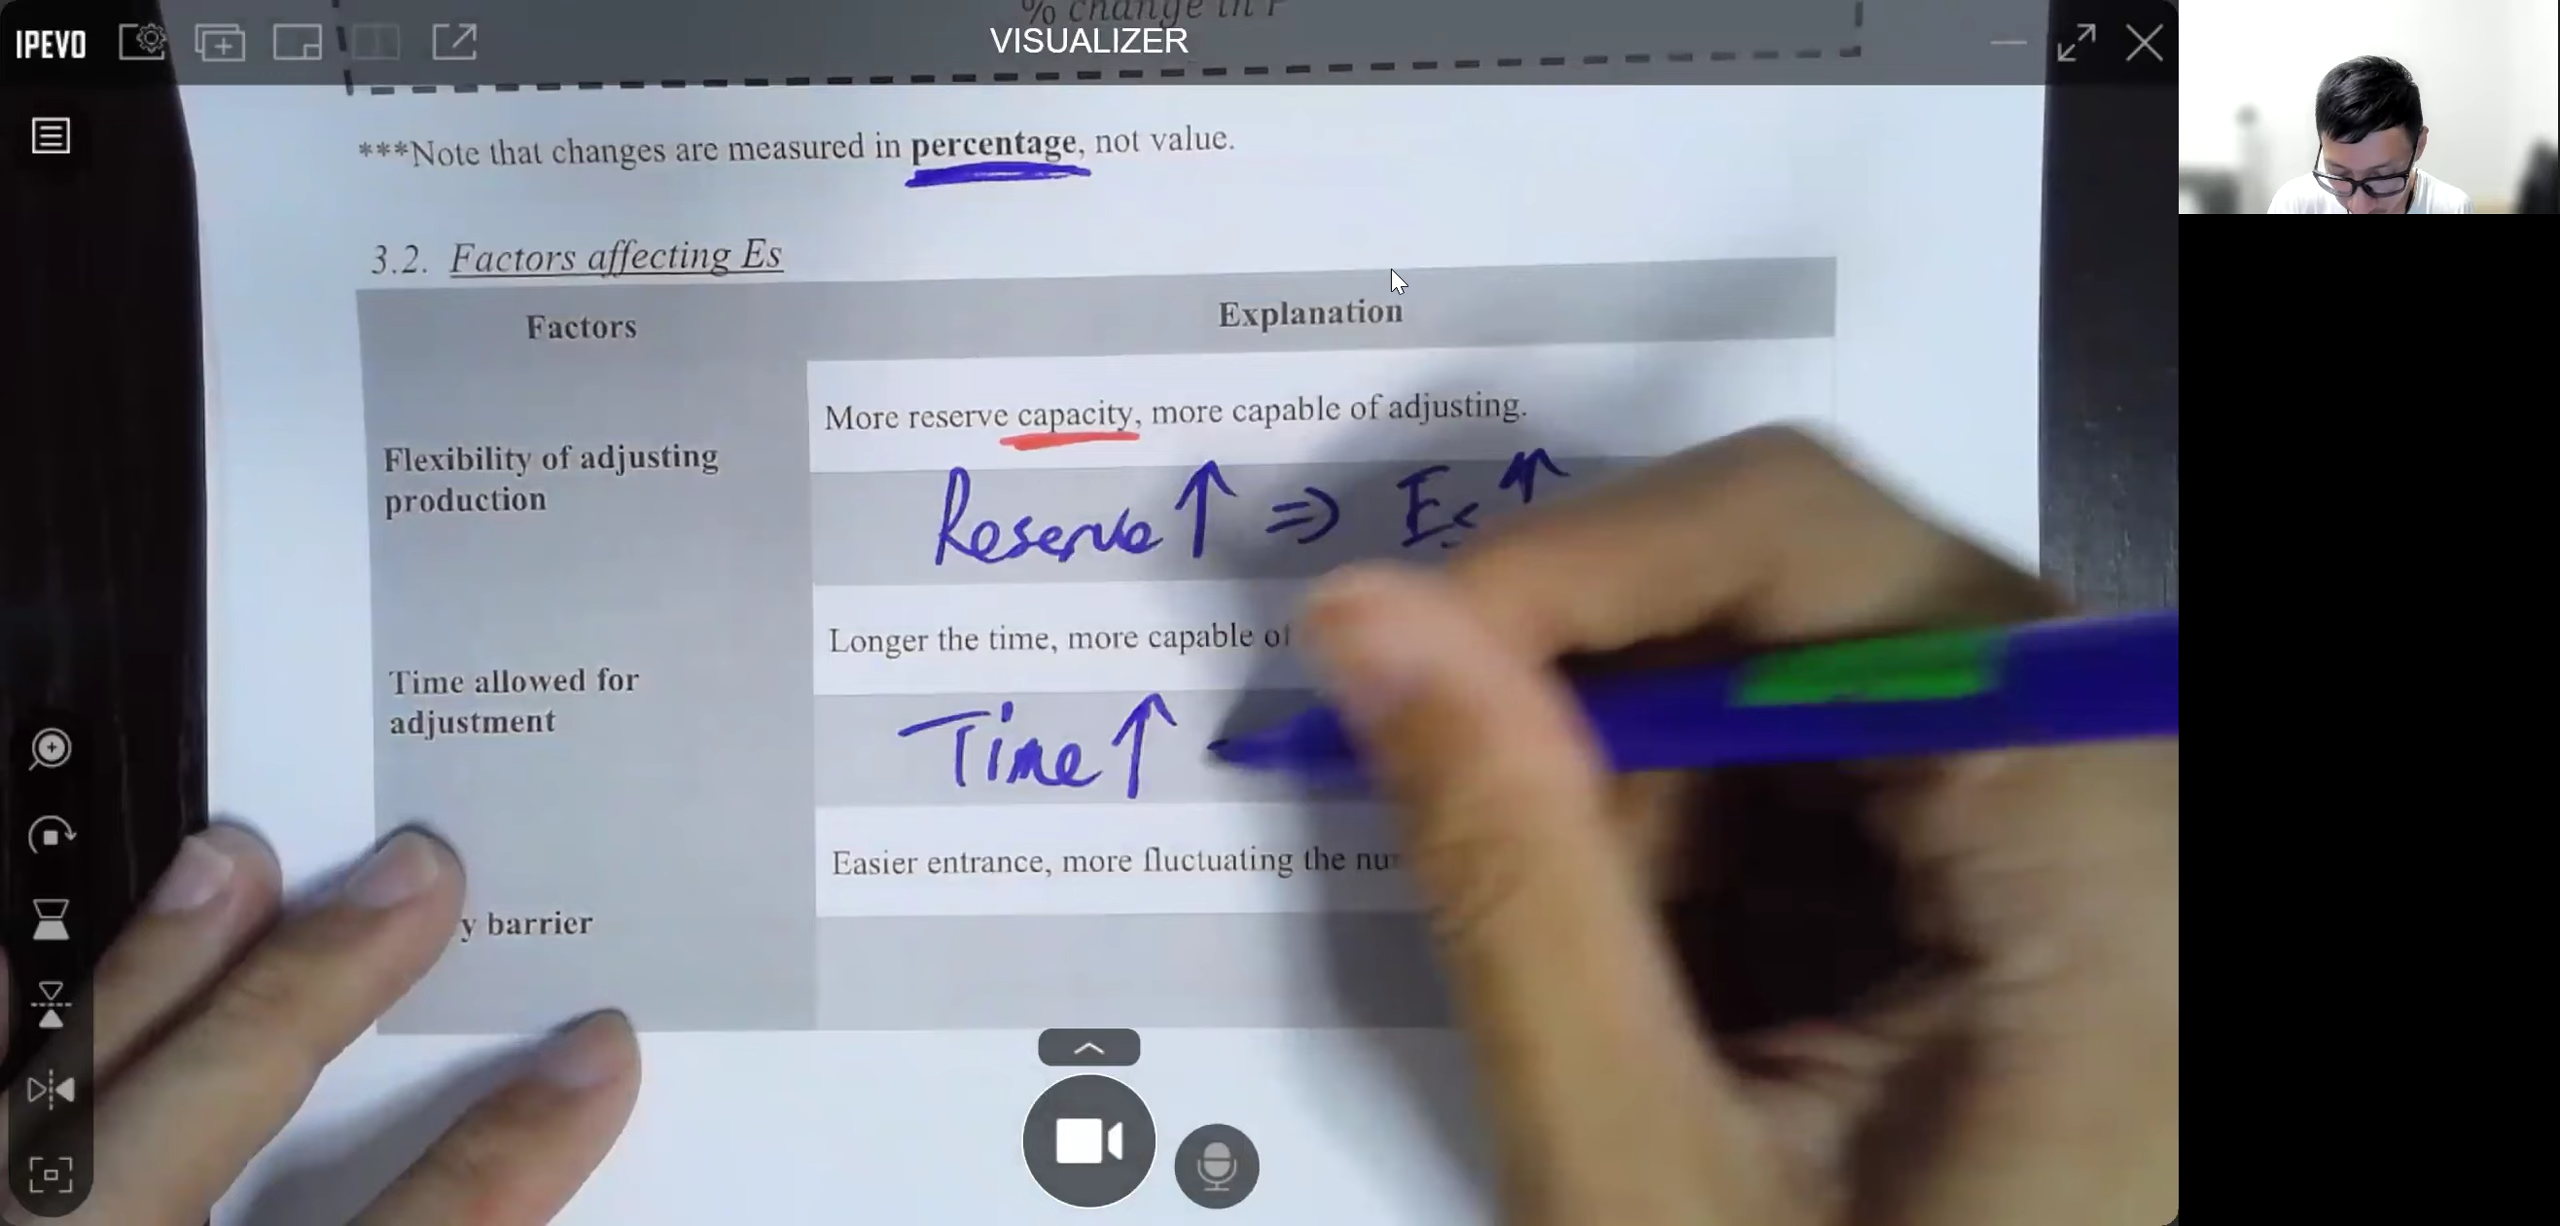 % change in P
IPEVO
VISUALIZER
***Note that changes are measured in percentage, not value.
3.2. Factors affecting Es
Factors
Explanation
More reserve capacity, more capable of adjusting.
Flexibility of adjusting
production
Reserve ↑ ⇒ Es ↑
Longer the time, more capable of
Time allowed for
adjustment
Time ↑
Easier entrance, more fluctuating the
y barrier